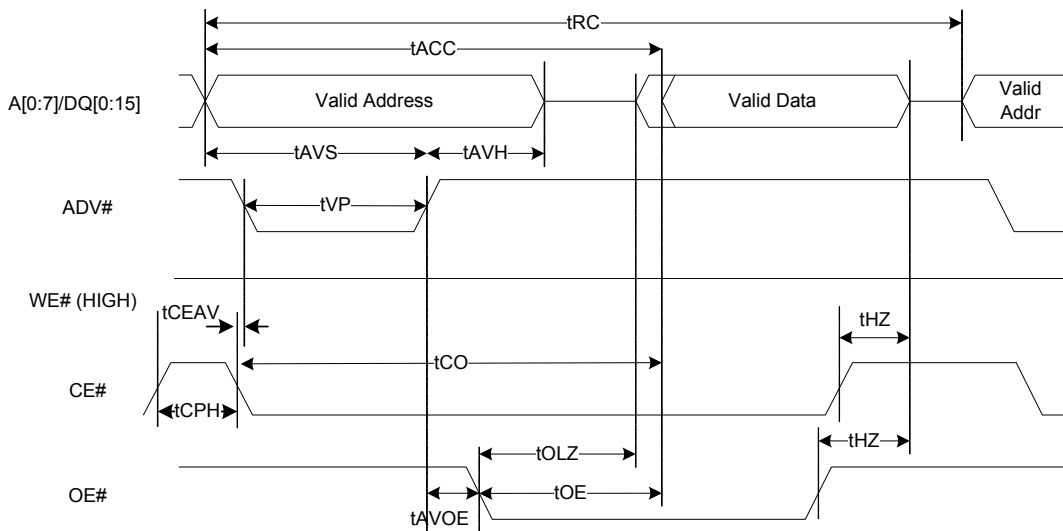 tRC
tACC
A[0:7]/DQ[0:15]
Valid Address
Valid Data
Valid
Addr
tAVS
tAVH
ADV#
tVP
WE# (HIGH)
tCEAV
tHZ
tCO
CE#
tCPH
tHZ
tOLZ
OE#
tOE
tAVOE